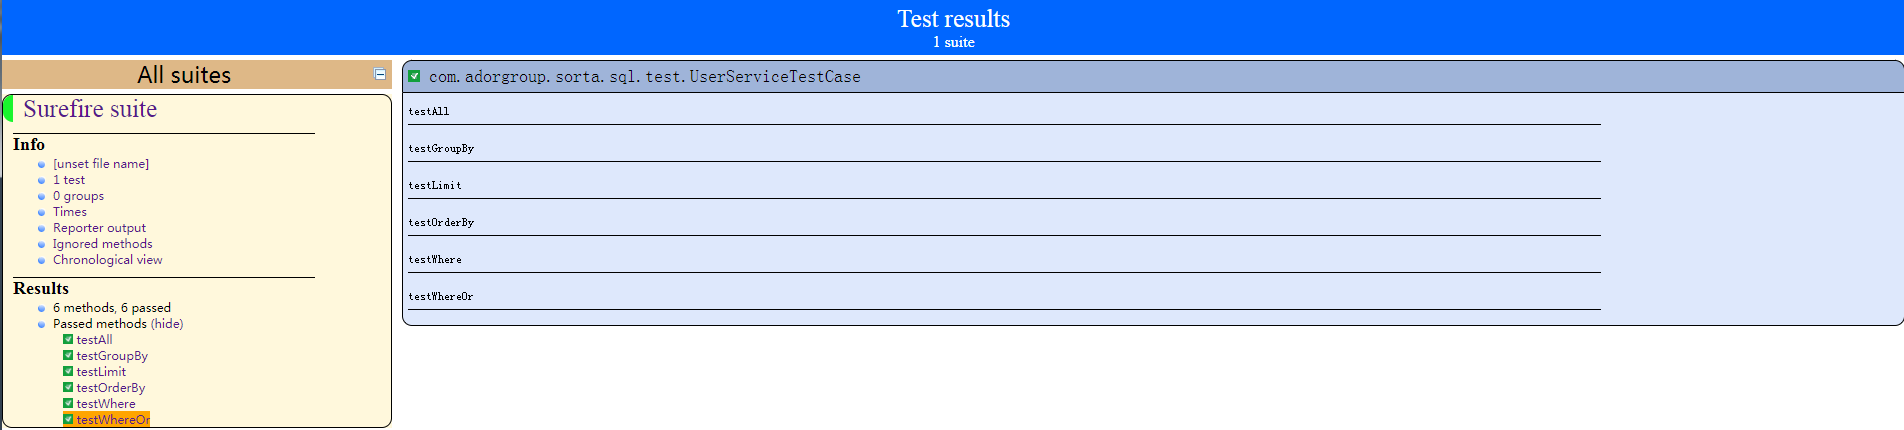 Test results
1 suite
All suites
Surefire suite
Info
[unset file name]
1 test
0 groups
Times
Reporter output
Ignored methods
Chronological view
Results
6 methods, 6 passed
Passed methods (hide)
testAll
testGroupBy
testLimit
testOrderBy
testWhere
testWhereOr
com.adorgroup.sorta.sql.test.UserServiceTestCase
testAll
testGroupBy
testLimit
testOrderBy
testWhere
testWhereOr